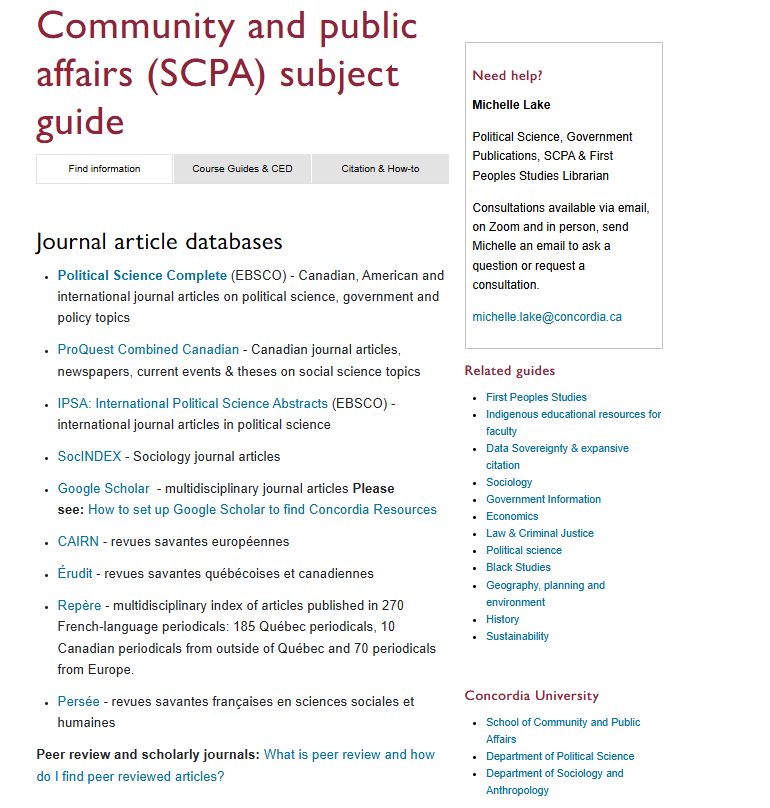 Community and public
affairs (SCPA) subject
guide
Find information
Course Guides & CED
Citation & How-to
Journal article databases
Political Science Complete (EBSCO) - Canadian, American and
international journal articles on political science, government and
policy topics
ProQuest Combined Canadian - Canadian journal articles,
newspapers, current events & theses on social science topics
IPSA: International Political Science Abstracts (EBSCO) -
international journal articles in political science
SocINDEX - Sociology journal articles
Google Scholar - multidisciplinary journal articles Please
see: How to set up Google Scholar to find Concordia Resources
CAIRN - revues savantes européennes
Érudit - revues savantes québécoises et canadiennes
Repère - multidisciplinary index of articles published in 270
French-language periodicals: 185 Québec periodicals, 10
Canadian periodicals from outside of Québec and 70 periodicals
from Europe.
Persée - revues savantes françaises en sciences sociales et
humaines
Peer review and scholarly journals: What is peer review and how
do I find peer reviewed articles?
Need help?
Michelle Lake
Political Science, Government
Publications, SCPA & First
Peoples Studies Librarian
Consultations available via email,
on Zoom and in person, send
Michelle an email to ask a
question or request a
consultation.
michelle.lake@concordia.ca
Related guides
First Peoples Studies
Indigenous educational resources for
faculty
Data Sovereignty & expansive
citation
Sociology
Government Information
Economics
Law & Criminal Justice
Political science
Black Studies
Geography, planning and
environment
History
Sustainability
Concordia University
School of Community and Public
Affairs
Department of Political Science
Department of Sociology and
Anthropology